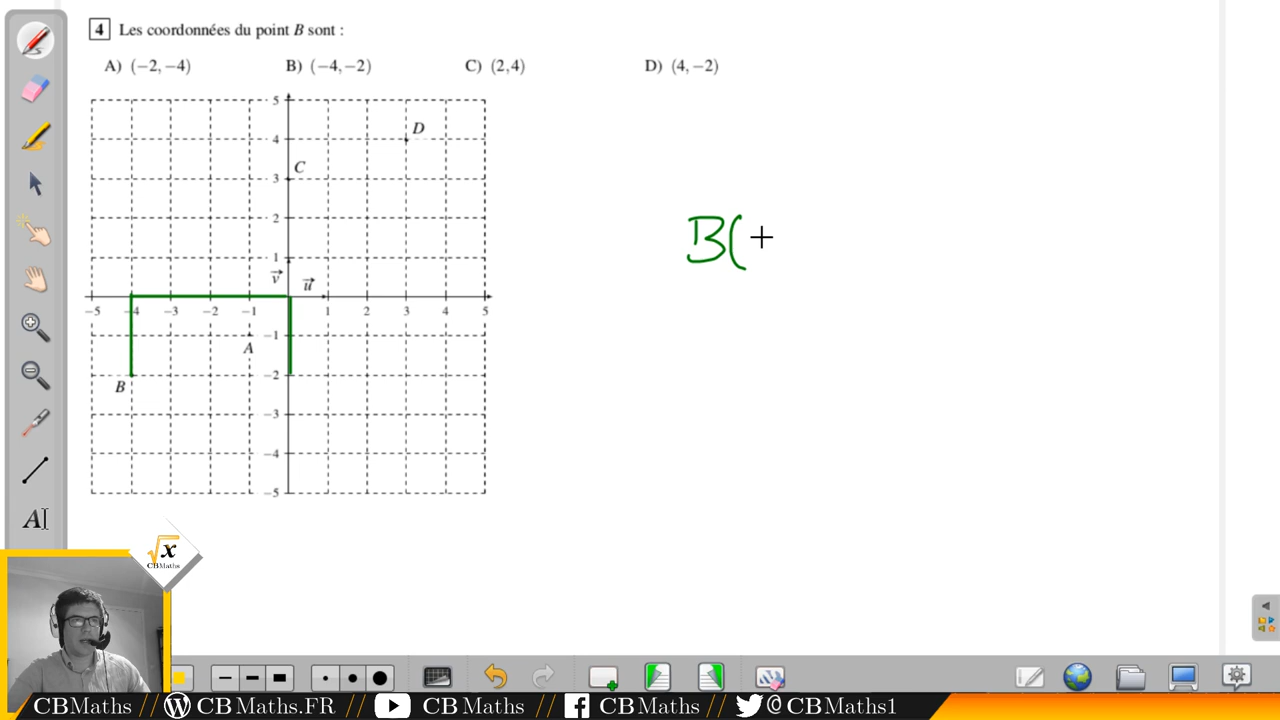 4 Les coordonnées du point B sont :
A) (−2,−4) B) (−4,−2) C) (2,4) D) (4,−2)
5
D
4
C
3
2
1
v
u
−5 −4 −3 −2 −1 1 2 3 4 5
−1
A
−2
B
−3
−4
−5
B(
AI
√x
CBMaths
CBMaths // CBMaths.FR // CBMaths // CBMaths // @CBMaths1